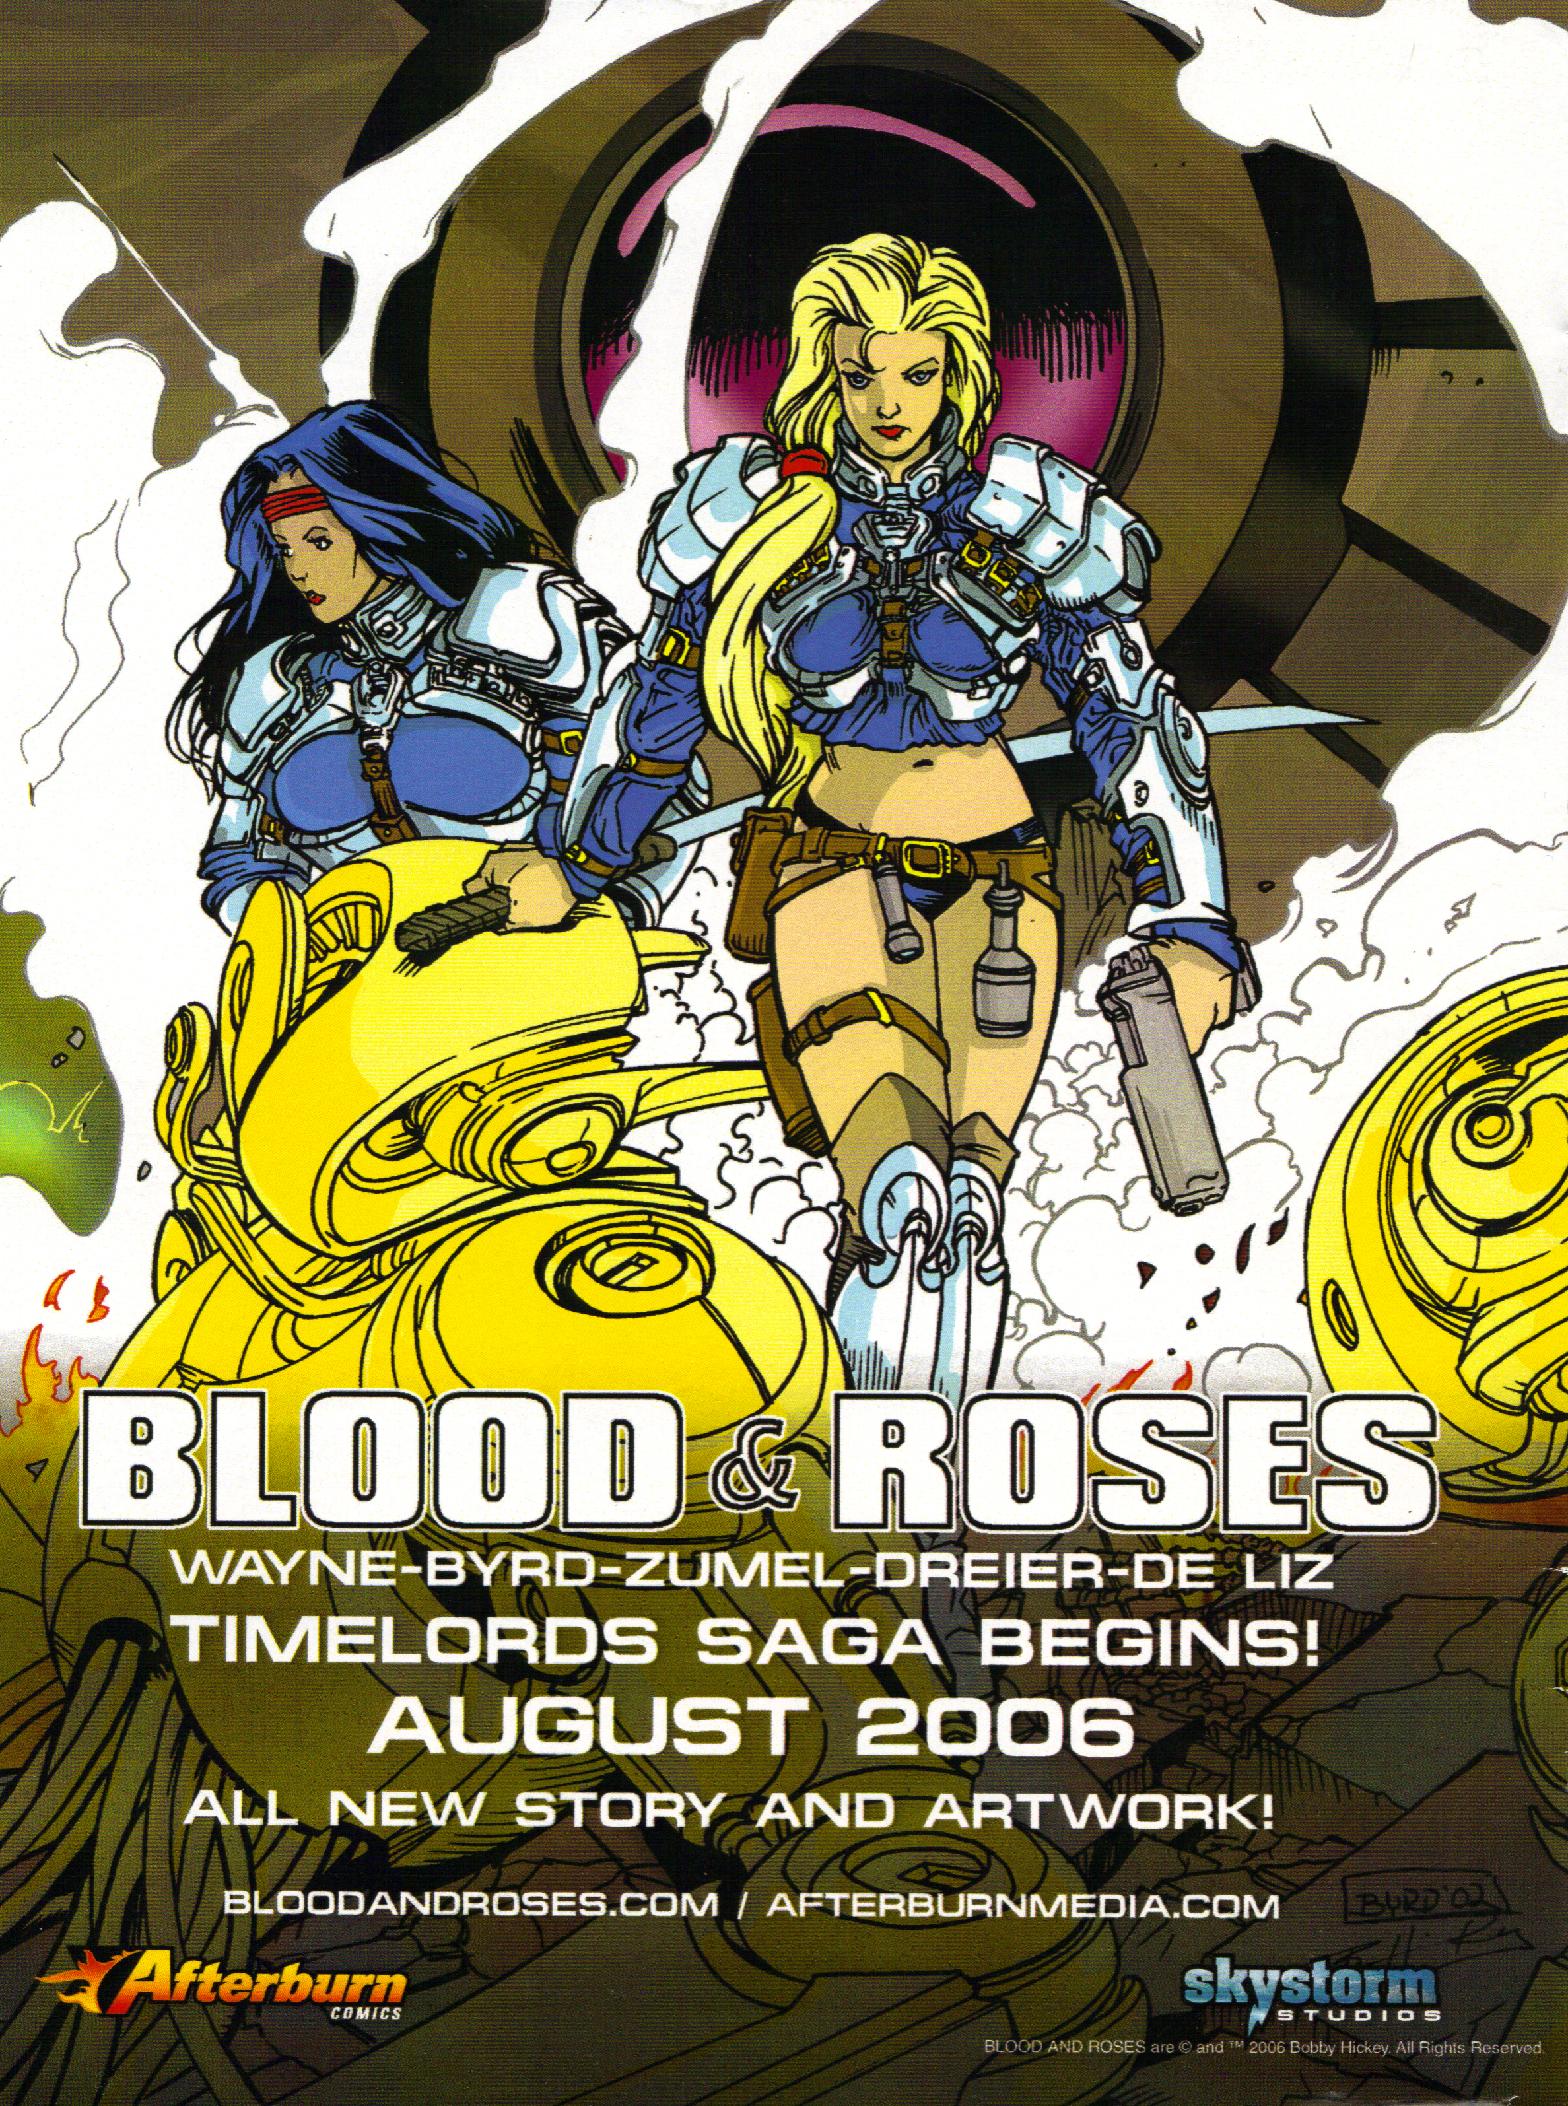 BLOOD & ROSES
WAYNE-BYRD-ZUMEL-DREIER-DE LIZ
TIMELORDS SAGA BEGINS!
AUGUST 2006
ALL NEW STORY AND ARTWORK!
BLOODANDROSES.COM / AFTERBURNMEDIA.COM
BYRD '02
Afterburn
COMICS
skystorm
STUDIOS
BLOOD AND ROSES are © and ™ 2006 Bobby Hickey. All Rights Reserved.